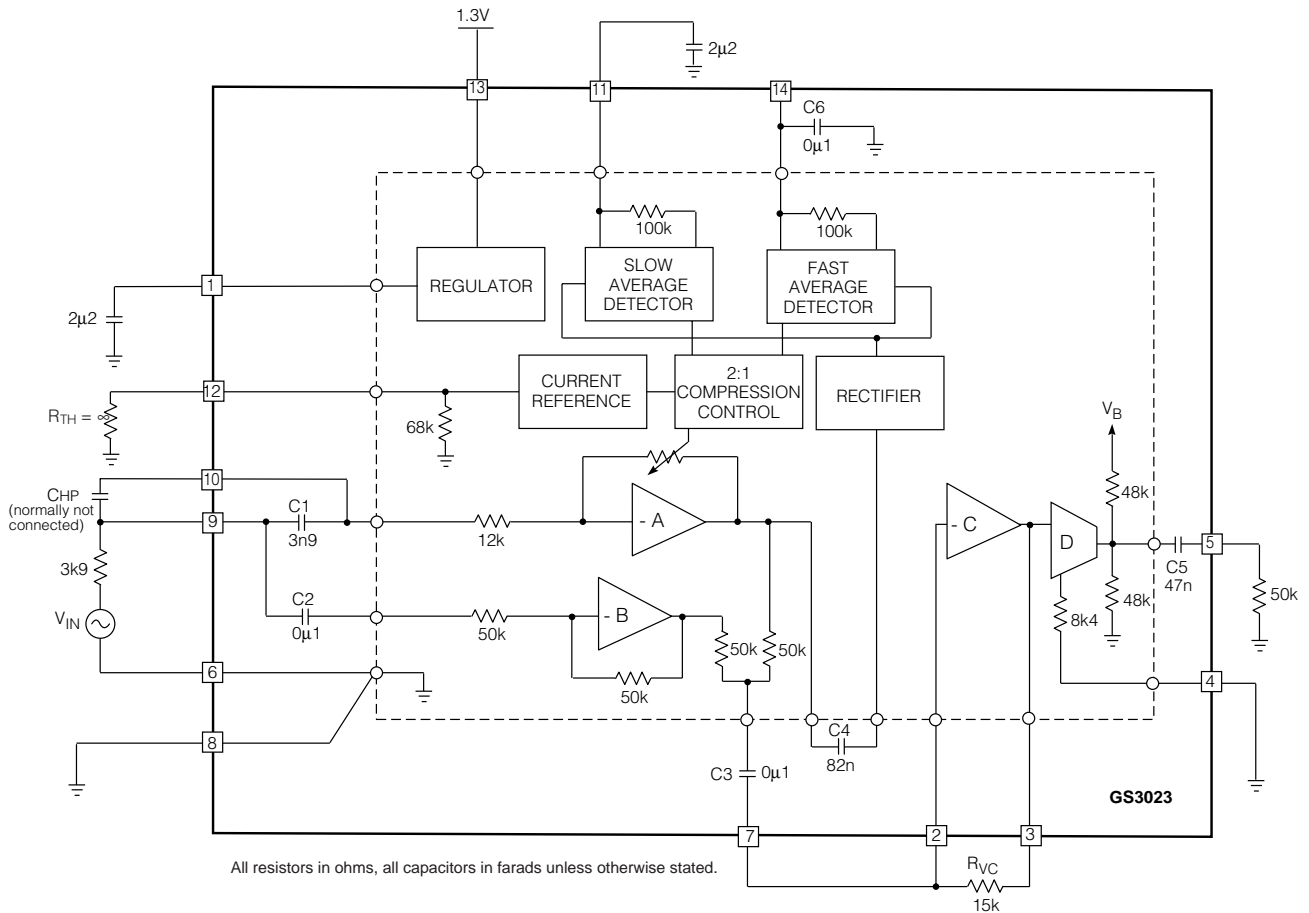 1.3V
2µ2
13
11
14
C6
0µ1
100k
100k
REGULATOR
SLOW
AVERAGE
DETECTOR
FAST
AVERAGE
DETECTOR
1
2µ2
12
RTH = ∞
68k
CURRENT
REFERENCE
2:1
COMPRESSION
CONTROL
RECTIFIER
VB
48k
10
CHP
(normally not
connected)
9
C1
3n9
12k
- A
- C
D
5
C5
47n
50k
3k9
VIN
C2
0µ1
50k
- B
50k
50k
50k
48k
8k4
6
4
8
C3
0µ1
C4
82n
GS3023
7
2
3
RVC
15k
All resistors in ohms, all capacitors in farads unless otherwise stated.